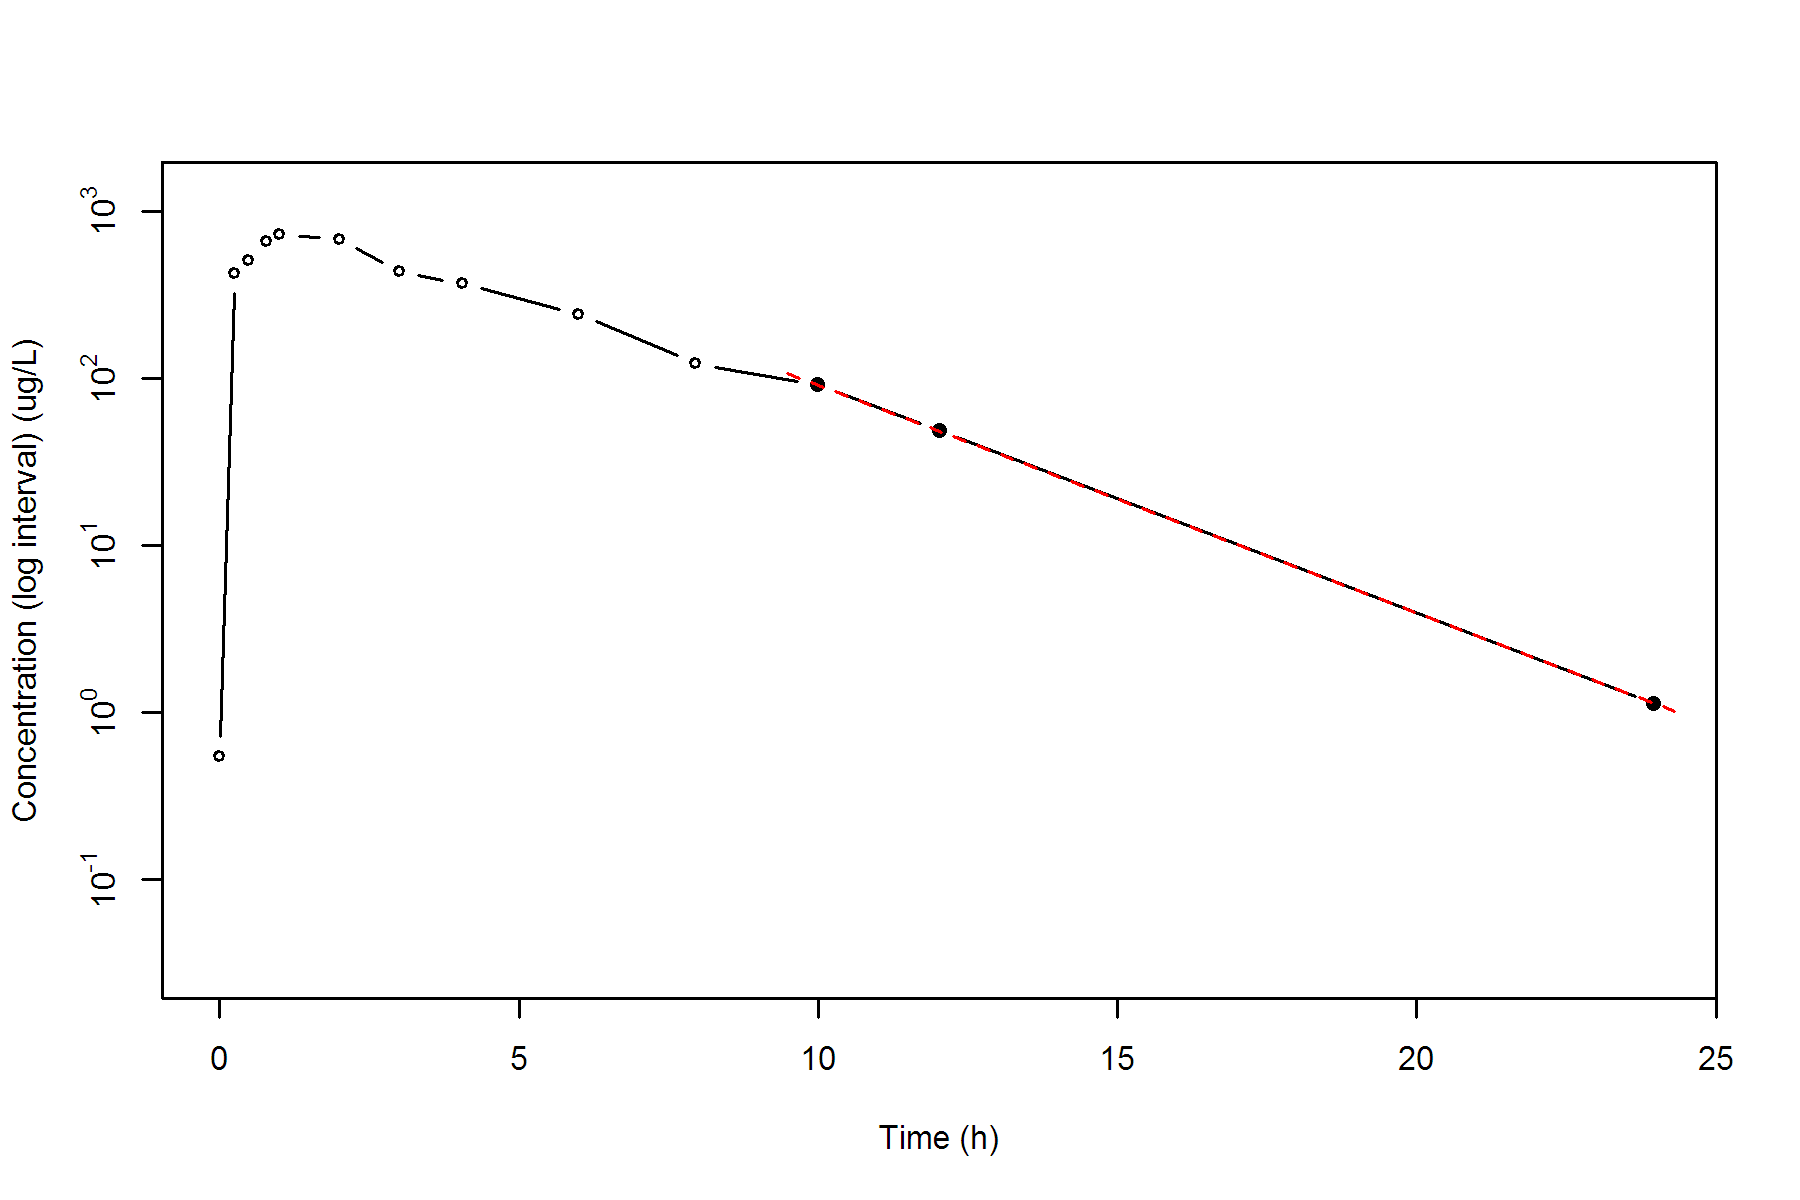 Concentration (log interval) (ug/L)
10³
10²
10¹
10⁰
10⁻¹
0 5 10 15 20 25
Time (h)